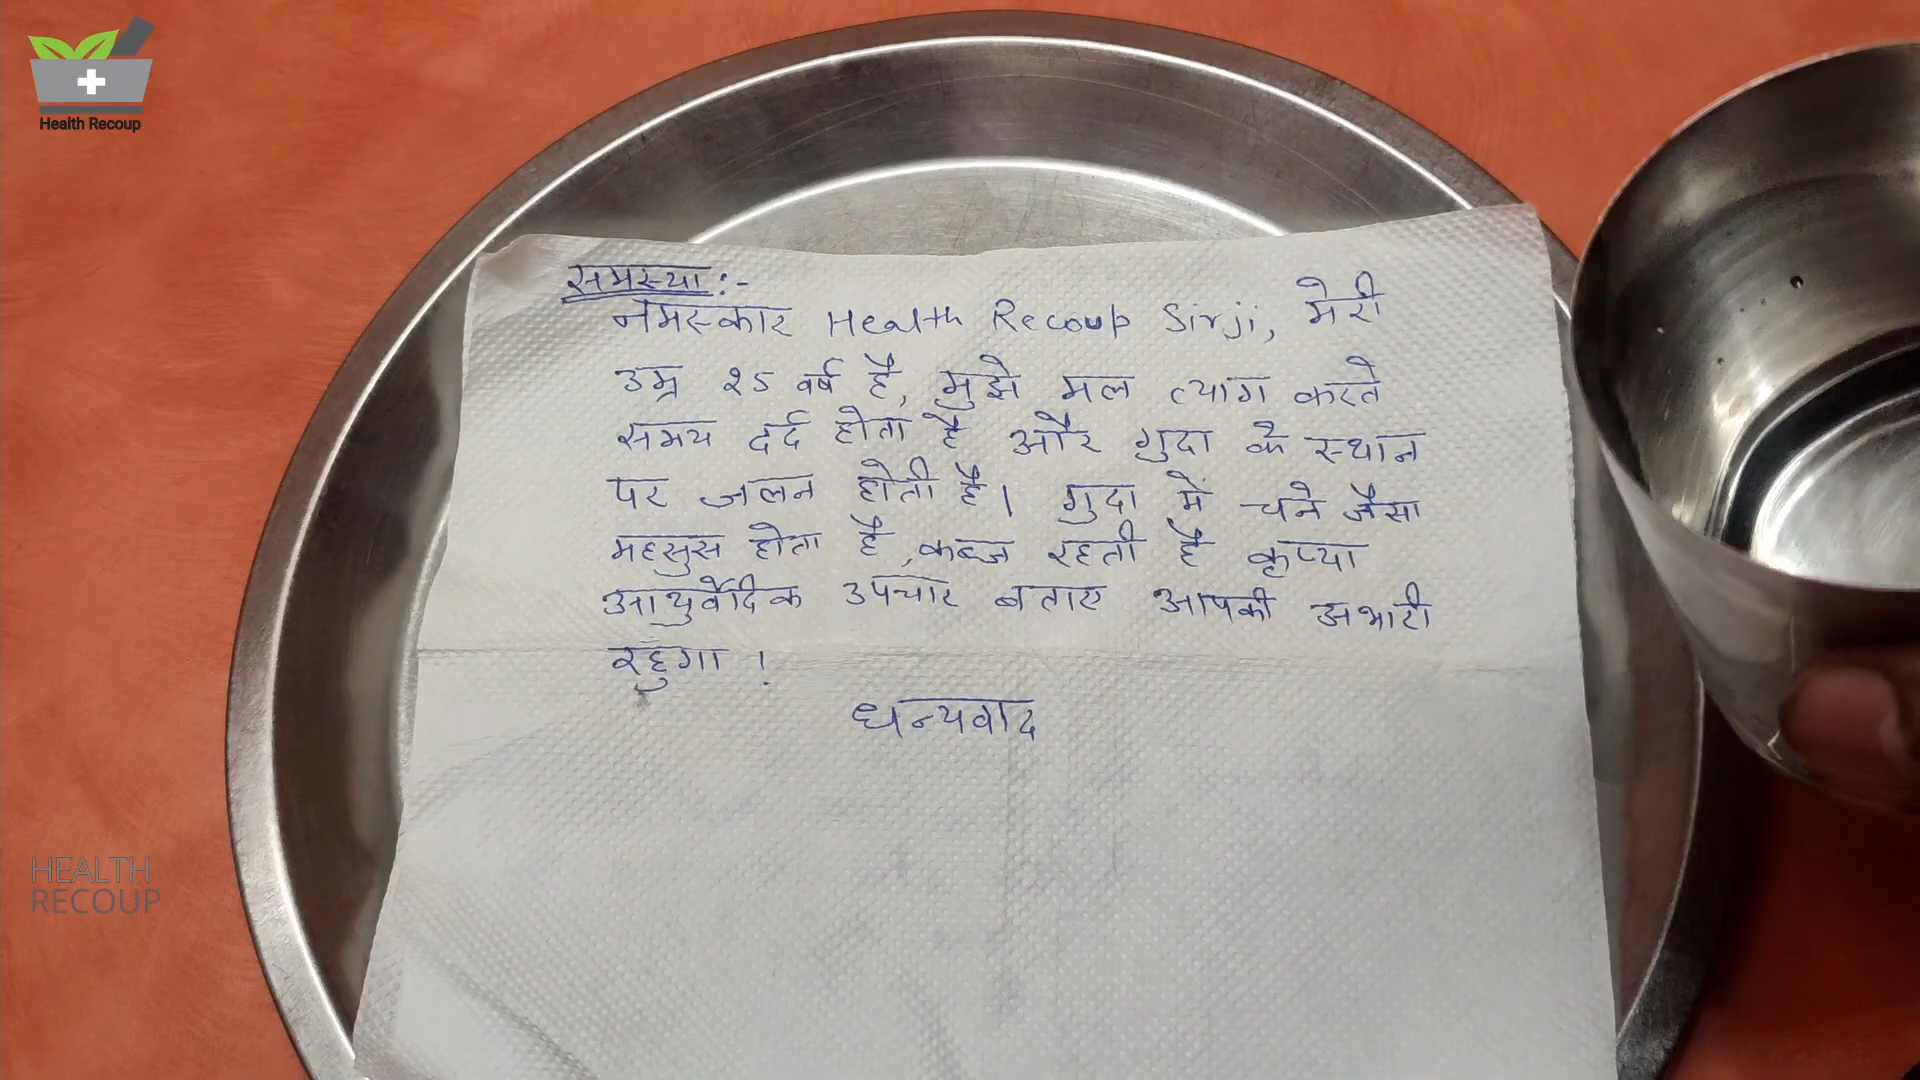 Health Recoup
समस्या :-
नमस्कार Health Recoup Sirji, मेरी
उम्र २५ वर्ष है, मुझे मल त्याग करते
समय दर्द होता है और गुदा के स्थान
पर जलन होती है। गुदा में चने जैसा
महसुस होता है, कब्ज रहती है कृप्या
आयुर्वेदिक उपचार बताए आपकी अभारी
रहुगा !
धन्यवाद
HEALTH
RECOUP